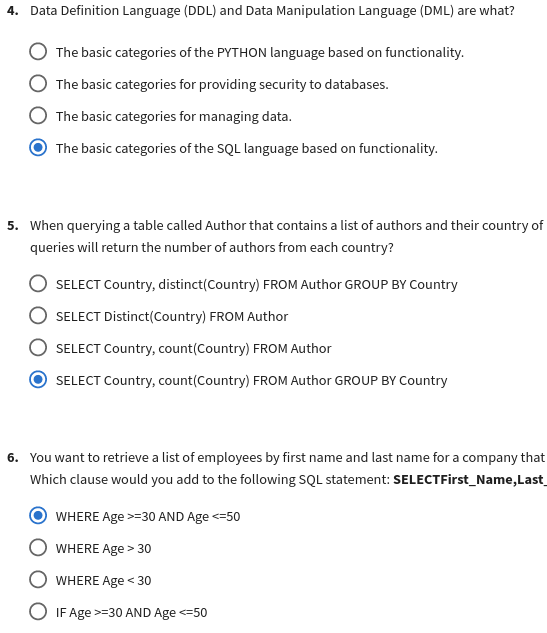 4. Data Definition Language (DDL) and Data Manipulation Language (DML) are what?
The basic categories of the PYTHON language based on functionality.
The basic categories for providing security to databases.
The basic categories for managing data.
The basic categories of the SQL language based on functionality.
5. When querying a table called Author that contains a list of authors and their country of
queries will return the number of authors from each country?
SELECT Country, distinct(Country) FROM Author GROUP BY Country
SELECT Distinct(Country) FROM Author
SELECT Country, count(Country) FROM Author
SELECT Country, count(Country) FROM Author GROUP BY Country
6. You want to retrieve a list of employees by first name and last name for a company that
Which clause would you add to the following SQL statement: SELECTFirst_Name,Last_
WHERE Age >=30 AND Age <=50
WHERE Age > 30
WHERE Age < 30
IF Age >=30 AND Age <=50